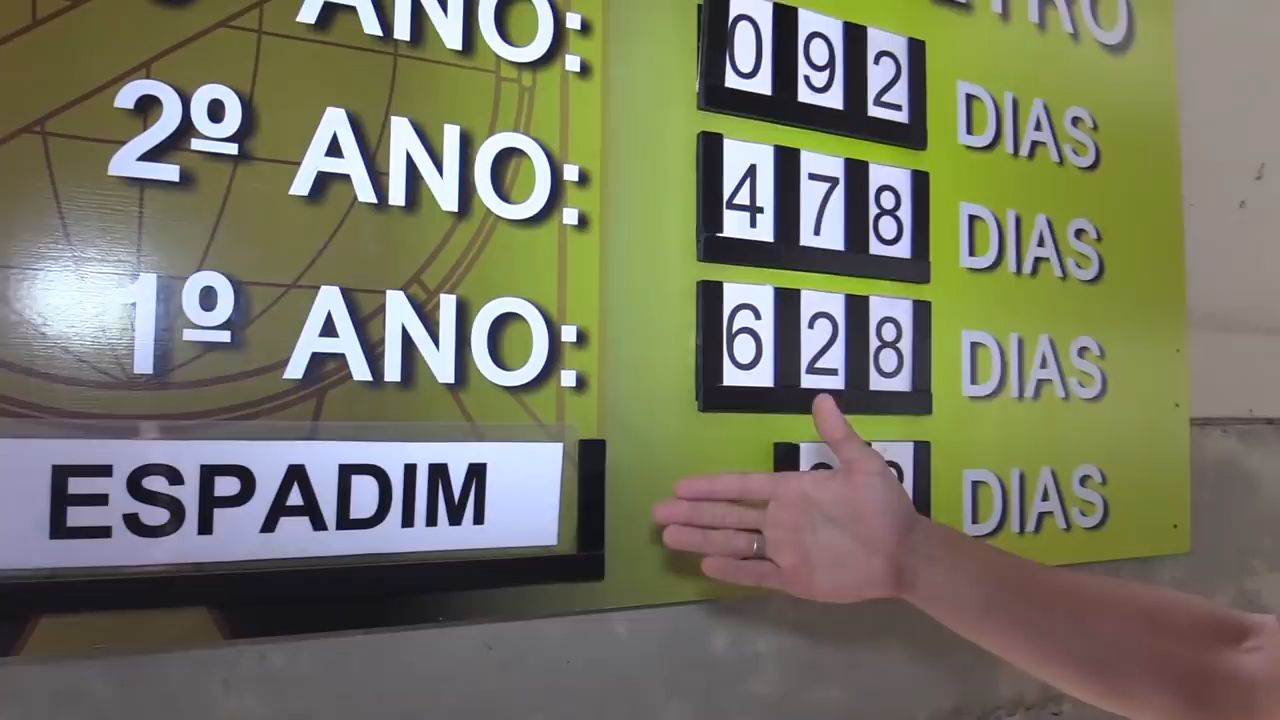 ANO: 092 DIAS
2º ANO: 478 DIAS
1º ANO: 628 DIAS
ESPADIM DIAS